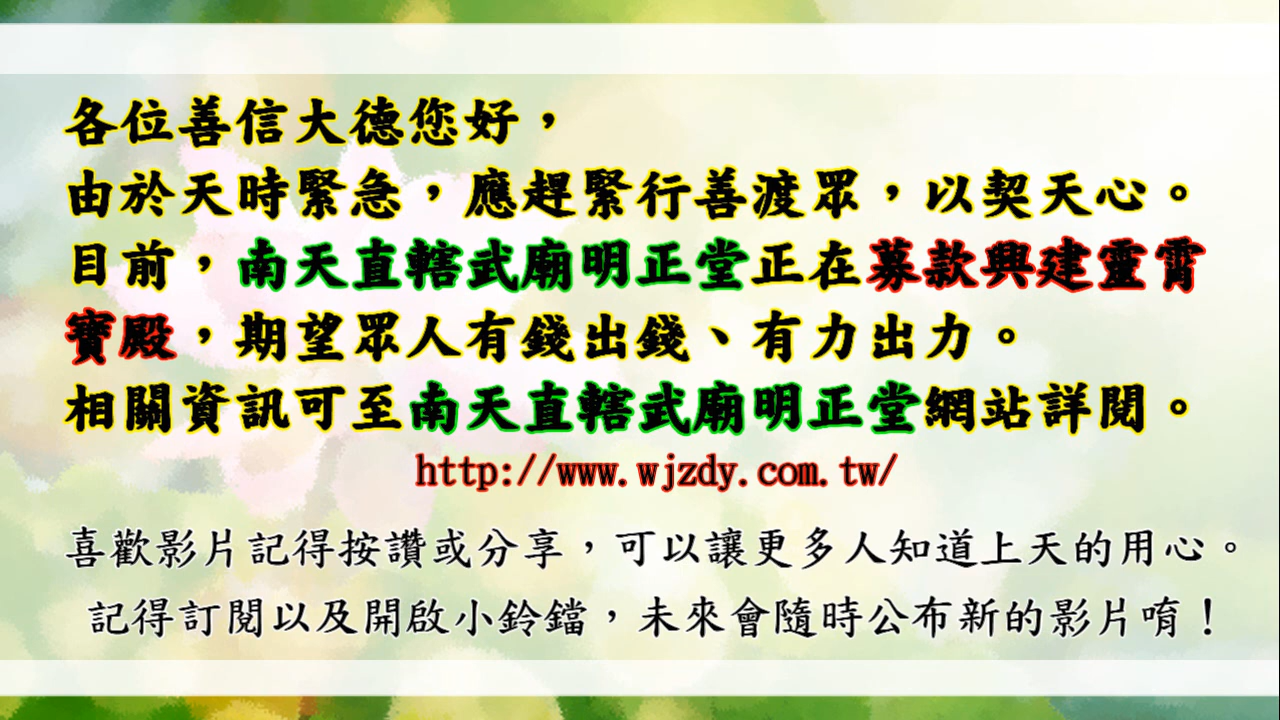 各位善信大德您好，
由於天時緊急，應趕緊行善渡眾，以契天心。
目前，南天直轄武廟明正堂正在募款興建靈霄
寶殿，期望眾人有錢出錢、有力出力。
相關資訊可至南天直轄武廟明正堂網站詳閱。
http://www.wjzdy.com.tw/
喜歡影片記得按讚或分享，可以讓更多人知道上天的用心。
記得訂閱以及開啟小鈴鐺，未來會隨時公布新的影片唷！